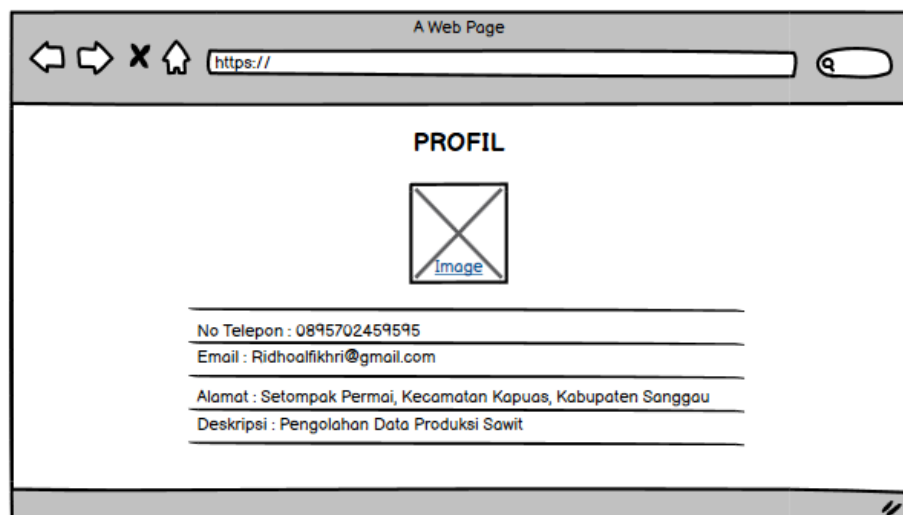 A Web Page
https://
PROFIL
Image
No Telepon : 0895702459595
Email : Ridhoalfikhri@gmail.com
Alamat : Setompak Permai, Kecamatan Kapuas, Kabupaten Sanggau
Deskripsi : Pengolahan Data Produksi Sawit